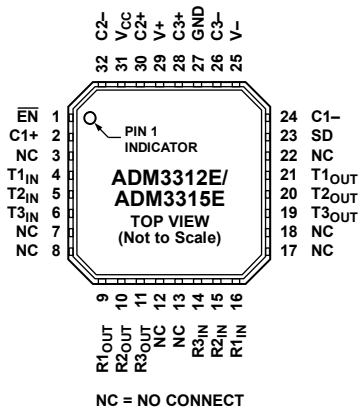 32 C2–
31 VCC
30 C2+
29 V+
28 C3+
27 GND
26 C3–
25 V–
EN 1
C1+ 2
NC 3
T1IN 4
T2IN 5
T3IN 6
NC 7
NC 8
PIN 1
INDICATOR
ADM3312E/
ADM3315E
TOP VIEW
(Not to Scale)
24 C1–
23 SD
22 NC
21 T1OUT
20 T2OUT
19 T3OUT
18 NC
17 NC
R1OUT 9
R2OUT 10
R3OUT 11
NC 12
NC 13
R3IN 14
R2IN 15
R1IN 16
NC = NO CONNECT